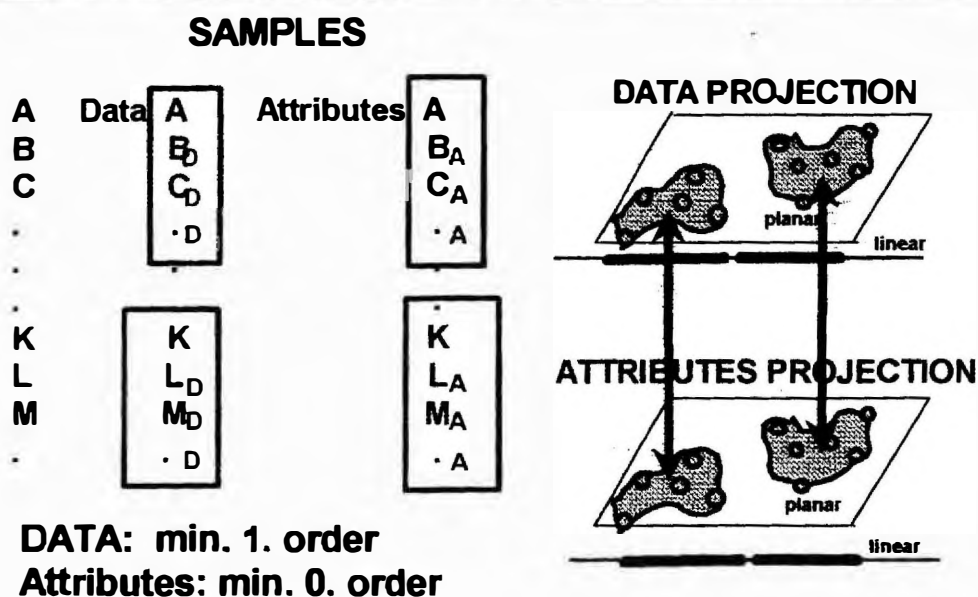 SAMPLES
A Data A Attributes A
B B_D B_A
C C_D C_A
. · D · A
. . .
. .
K K K
L L_D L_A
M M_D M_A
. · D · A
DATA: min. 1. order
Attributes: min. 0. order
DATA PROJECTION
planar
linear
ATTRIBUTES PROJECTION
planar
linear